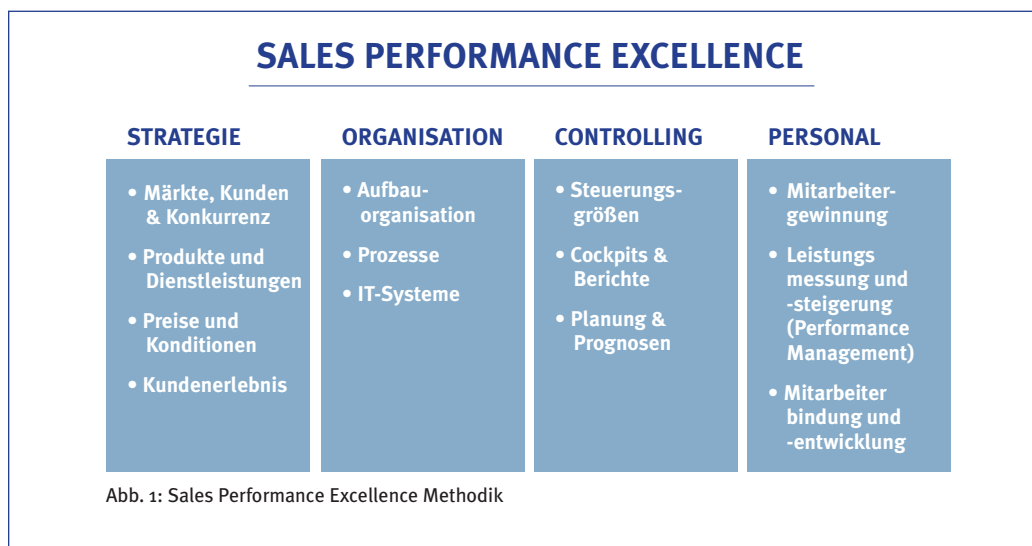 SALES PERFORMANCE EXCELLENCE
STRATEGIE
• Märkte, Kunden
& Konkurrenz
• Produkte und
Dienstleistungen
• Preise und
Konditionen
• Kundenerlebnis
ORGANISATION
• Aufbau-
organisation
• Prozesse
• IT-Systeme
CONTROLLING
• Steuerungs-
größen
• Cockpits &
Berichte
• Planung &
Prognosen
PERSONAL
• Mitarbeiter-
gewinnung
• Leistungs
messung und
-steigerung
(Performance
Management)
• Mitarbeiter
bindung und
-entwicklung
Abb. 1: Sales Performance Excellence Methodik